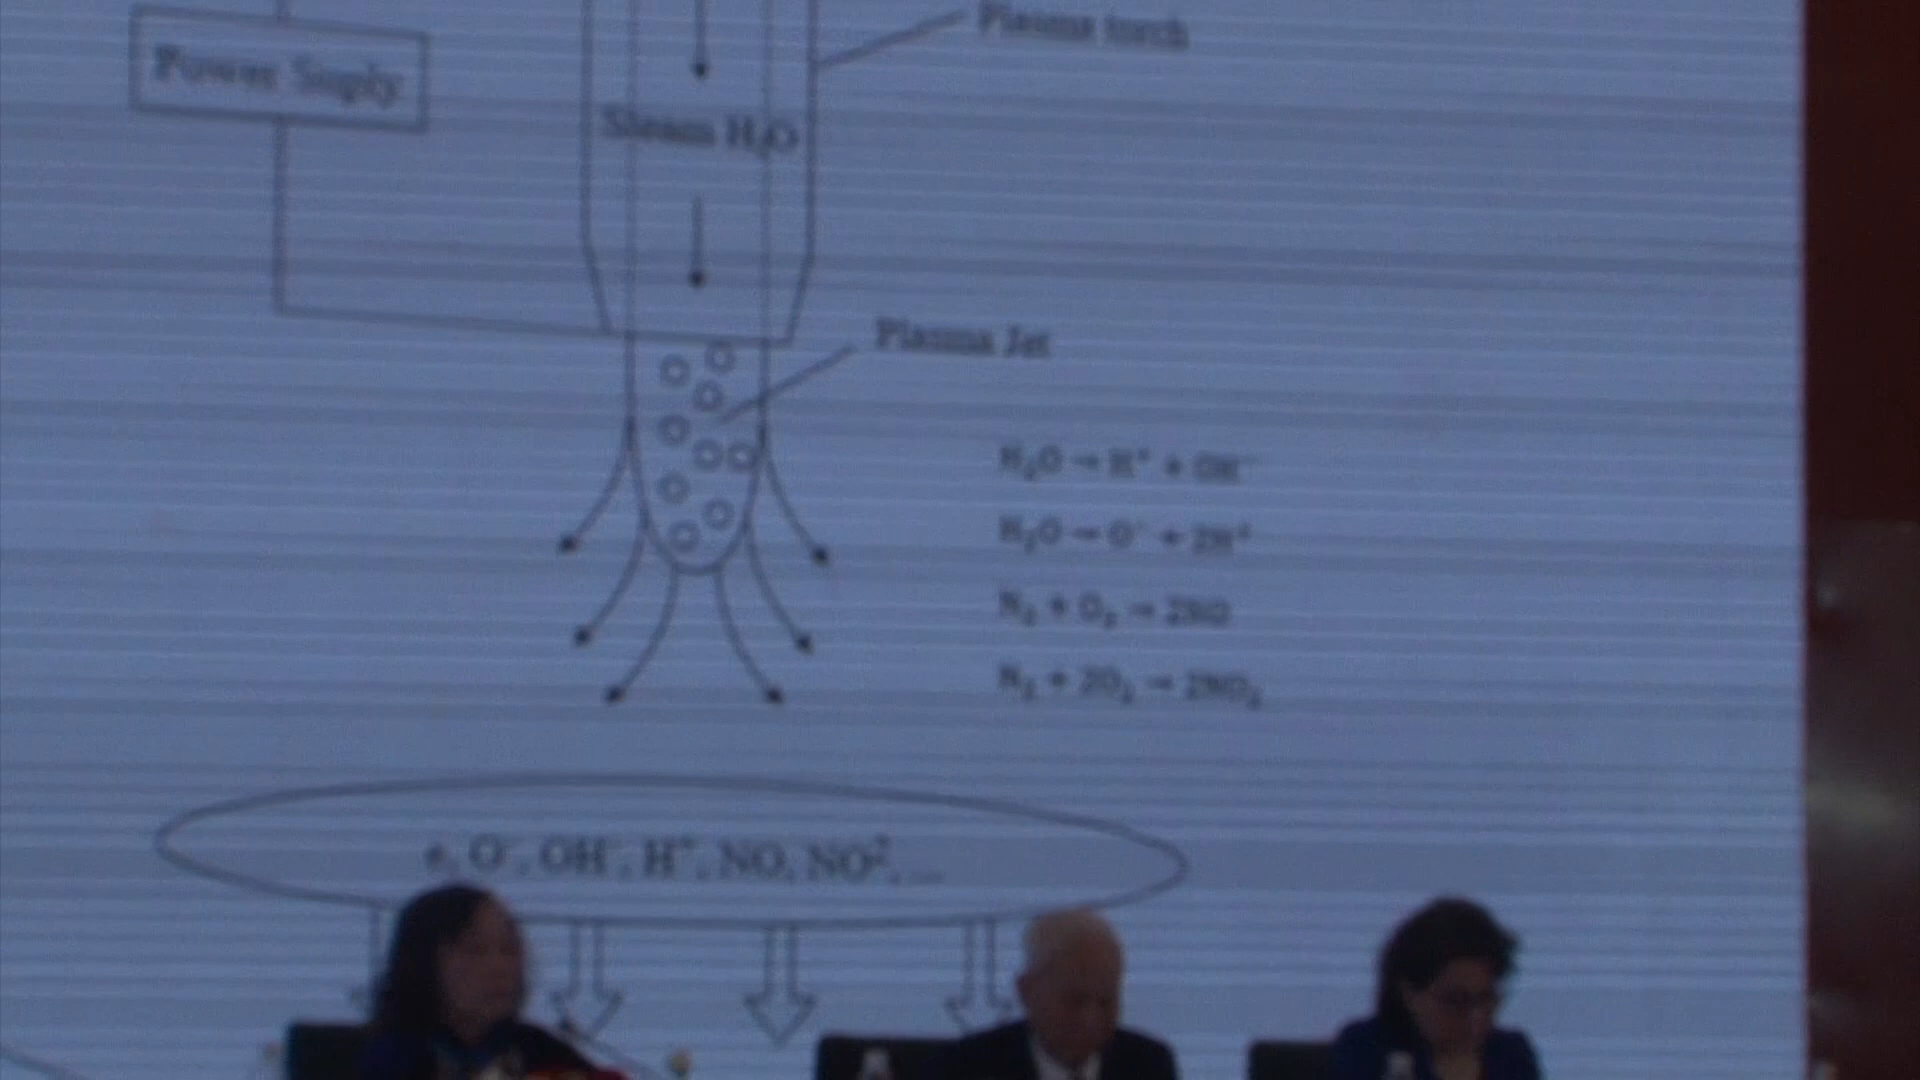 Plasma torch
Power Suply
Steam H₂O
Plasma Jet
H₂O → H⁺ + OH⁻
H₂O → O⁻ + 2H⁺
N₂ + O₂ → 2NO
N₂ + 2O₂ → 2NO₂
e, O⁻, OH⁻, H⁺, NO, NO², ...